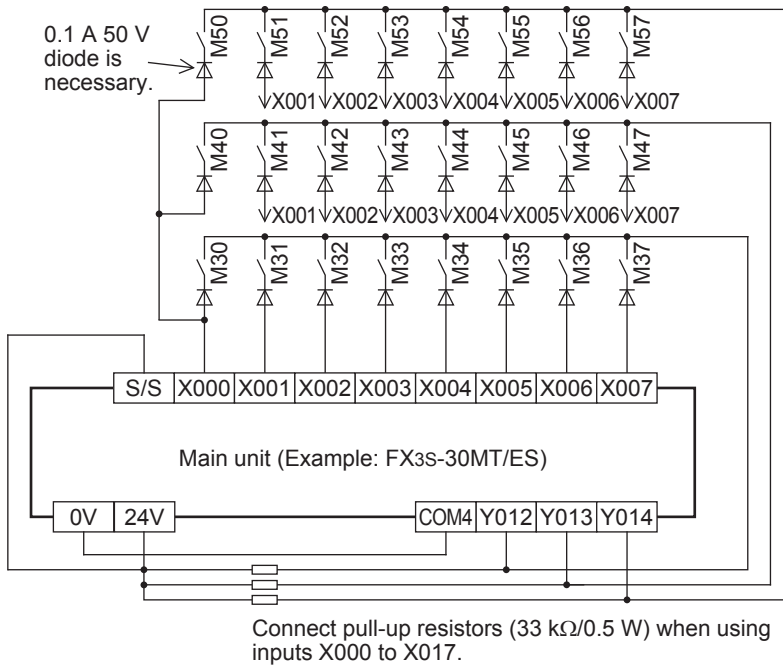 0.1 A 50 V
diode is
necessary.
M50 M51 M52 M53 M54 M55 M56 M57
X001 X002 X003 X004 X005 X006 X007
M40 M41 M42 M43 M44 M45 M46 M47
X001 X002 X003 X004 X005 X006 X007
M30 M31 M32 M33 M34 M35 M36 M37
S/S X000 X001 X002 X003 X004 X005 X006 X007
Main unit (Example: FX3S-30MT/ES)
0V 24V COM4 Y012 Y013 Y014
Connect pull-up resistors (33 kΩ/0.5 W) when using
inputs X000 to X017.